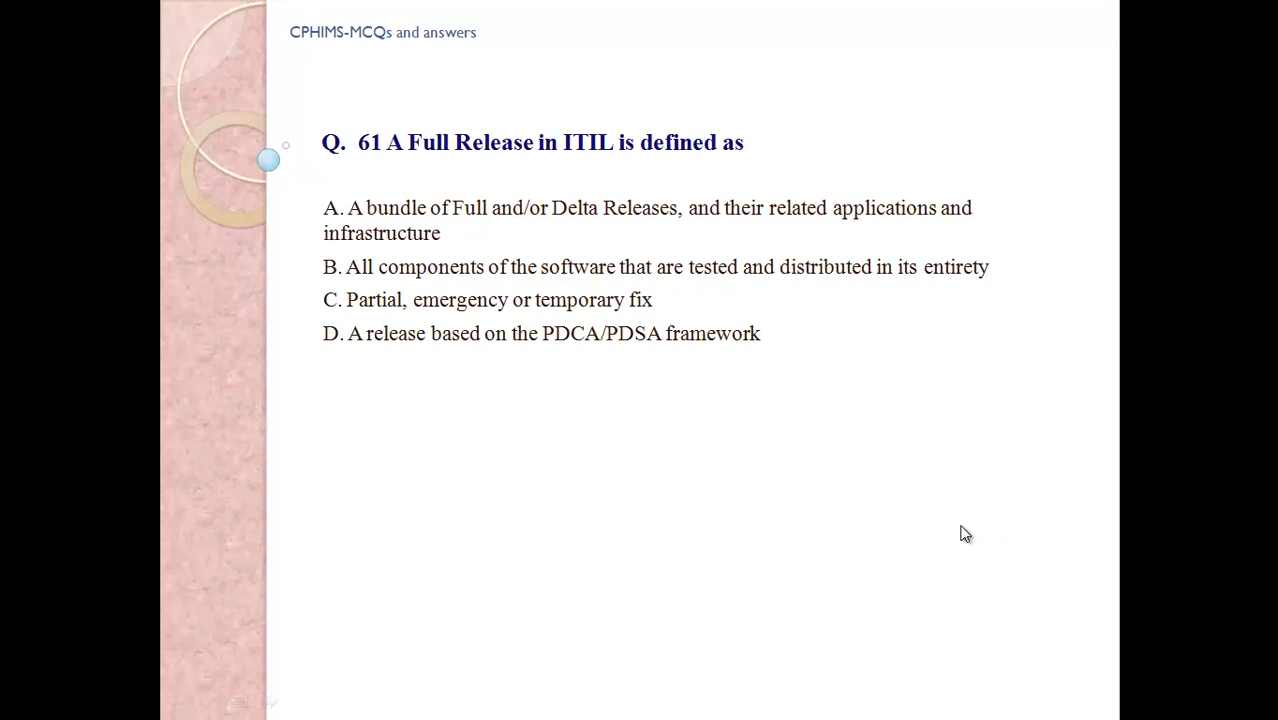 CPHIMS-MCQs and answers
Q. 61 A Full Release in ITIL is defined as
A. A bundle of Full and/or Delta Releases, and their related applications and
infrastructure
B. All components of the software that are tested and distributed in its entirety
C. Partial, emergency or temporary fix
D. A release based on the PDCA/PDSA framework